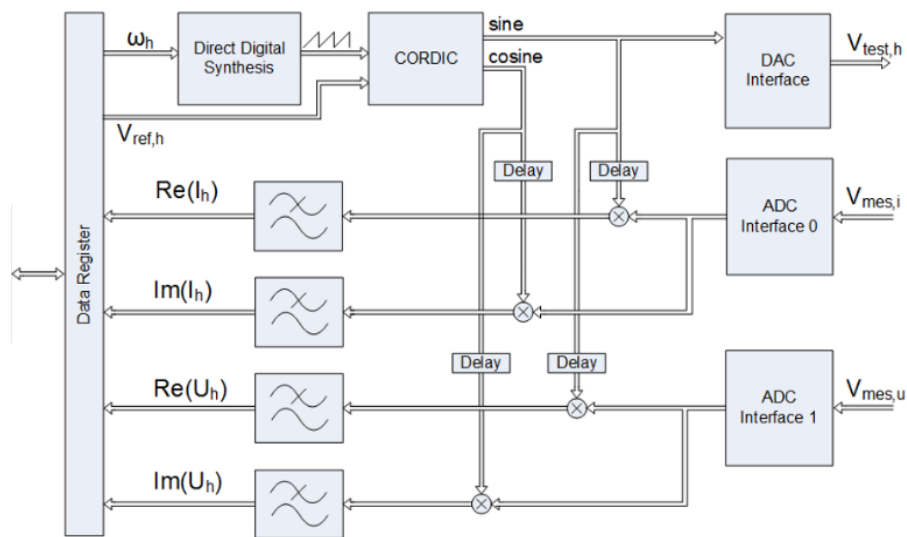 ωh
Direct Digital
Synthesis
CORDIC
sine
cosine
DAC
Interface
Vtest,h
Vref,h
Delay
Delay
Re(Ih)
ADC
Interface 0
Vmes,i
Data Register
Im(Ih)
Delay
Delay
Re(Uh)
ADC
Interface 1
Vmes,u
Im(Uh)